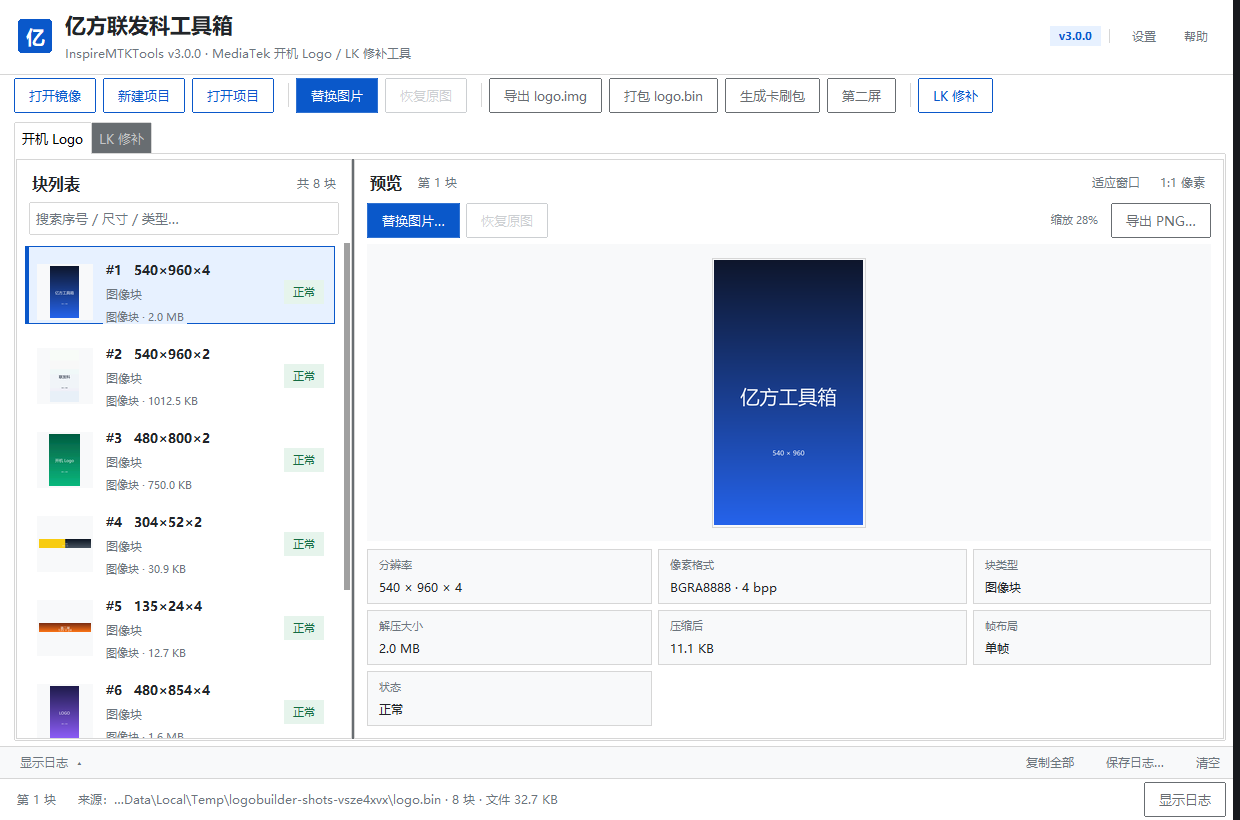 亿 亿方联发科工具箱
InspireMTKTools v3.0.0 · MediaTek 开机 Logo / LK 修补工具
v3.0.0 设置 帮助
打开镜像 新建项目 打开项目 替换图片 恢复原图 导出 logo.img 打包 logo.bin 生成卡刷包 第二屏 LK 修补
开机 Logo LK 修补
块列表 共 8 块
搜索序号 / 尺寸 / 类型...
#1 540×960×4
图像块
图像块 · 2.0 MB
正常
#2 540×960×2
图像块
图像块 · 1012.5 KB
正常
#3 480×800×2
图像块
图像块 · 750.0 KB
正常
#4 304×52×2
图像块
图像块 · 30.9 KB
正常
#5 135×24×4
图像块
图像块 · 12.7 KB
正常
#6 480×854×4
图像块
图像块 · 1.6 MB
正常
预览 第 1 块 适应窗口 1:1 像素
替换图片... 恢复原图 缩放 28% 导出 PNG...
亿方工具箱
540 × 960
分辨率
540 × 960 × 4
像素格式
BGRA8888 · 4 bpp
块类型
图像块
解压大小
2.0 MB
压缩后
11.1 KB
帧布局
单帧
状态
正常
显示日志 ▴ 复制全部 保存日志... 清空
第 1 块 来源: ...Data\Local\Temp\logobuilder-shots-vsze4xvx\logo.bin · 8 块 · 文件 32.7 KB 显示日志